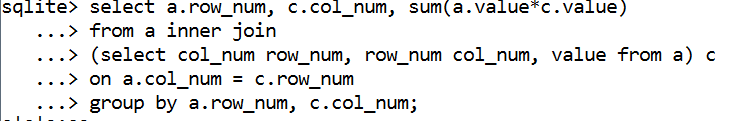 sqlite> select a.row_num, c.col_num, sum(a.value*c.value)
...> from a inner join
...> (select col_num row_num, row_num col_num, value from a) c
...> on a.col_num = c.row_num
...> group by a.row_num, c.col_num;